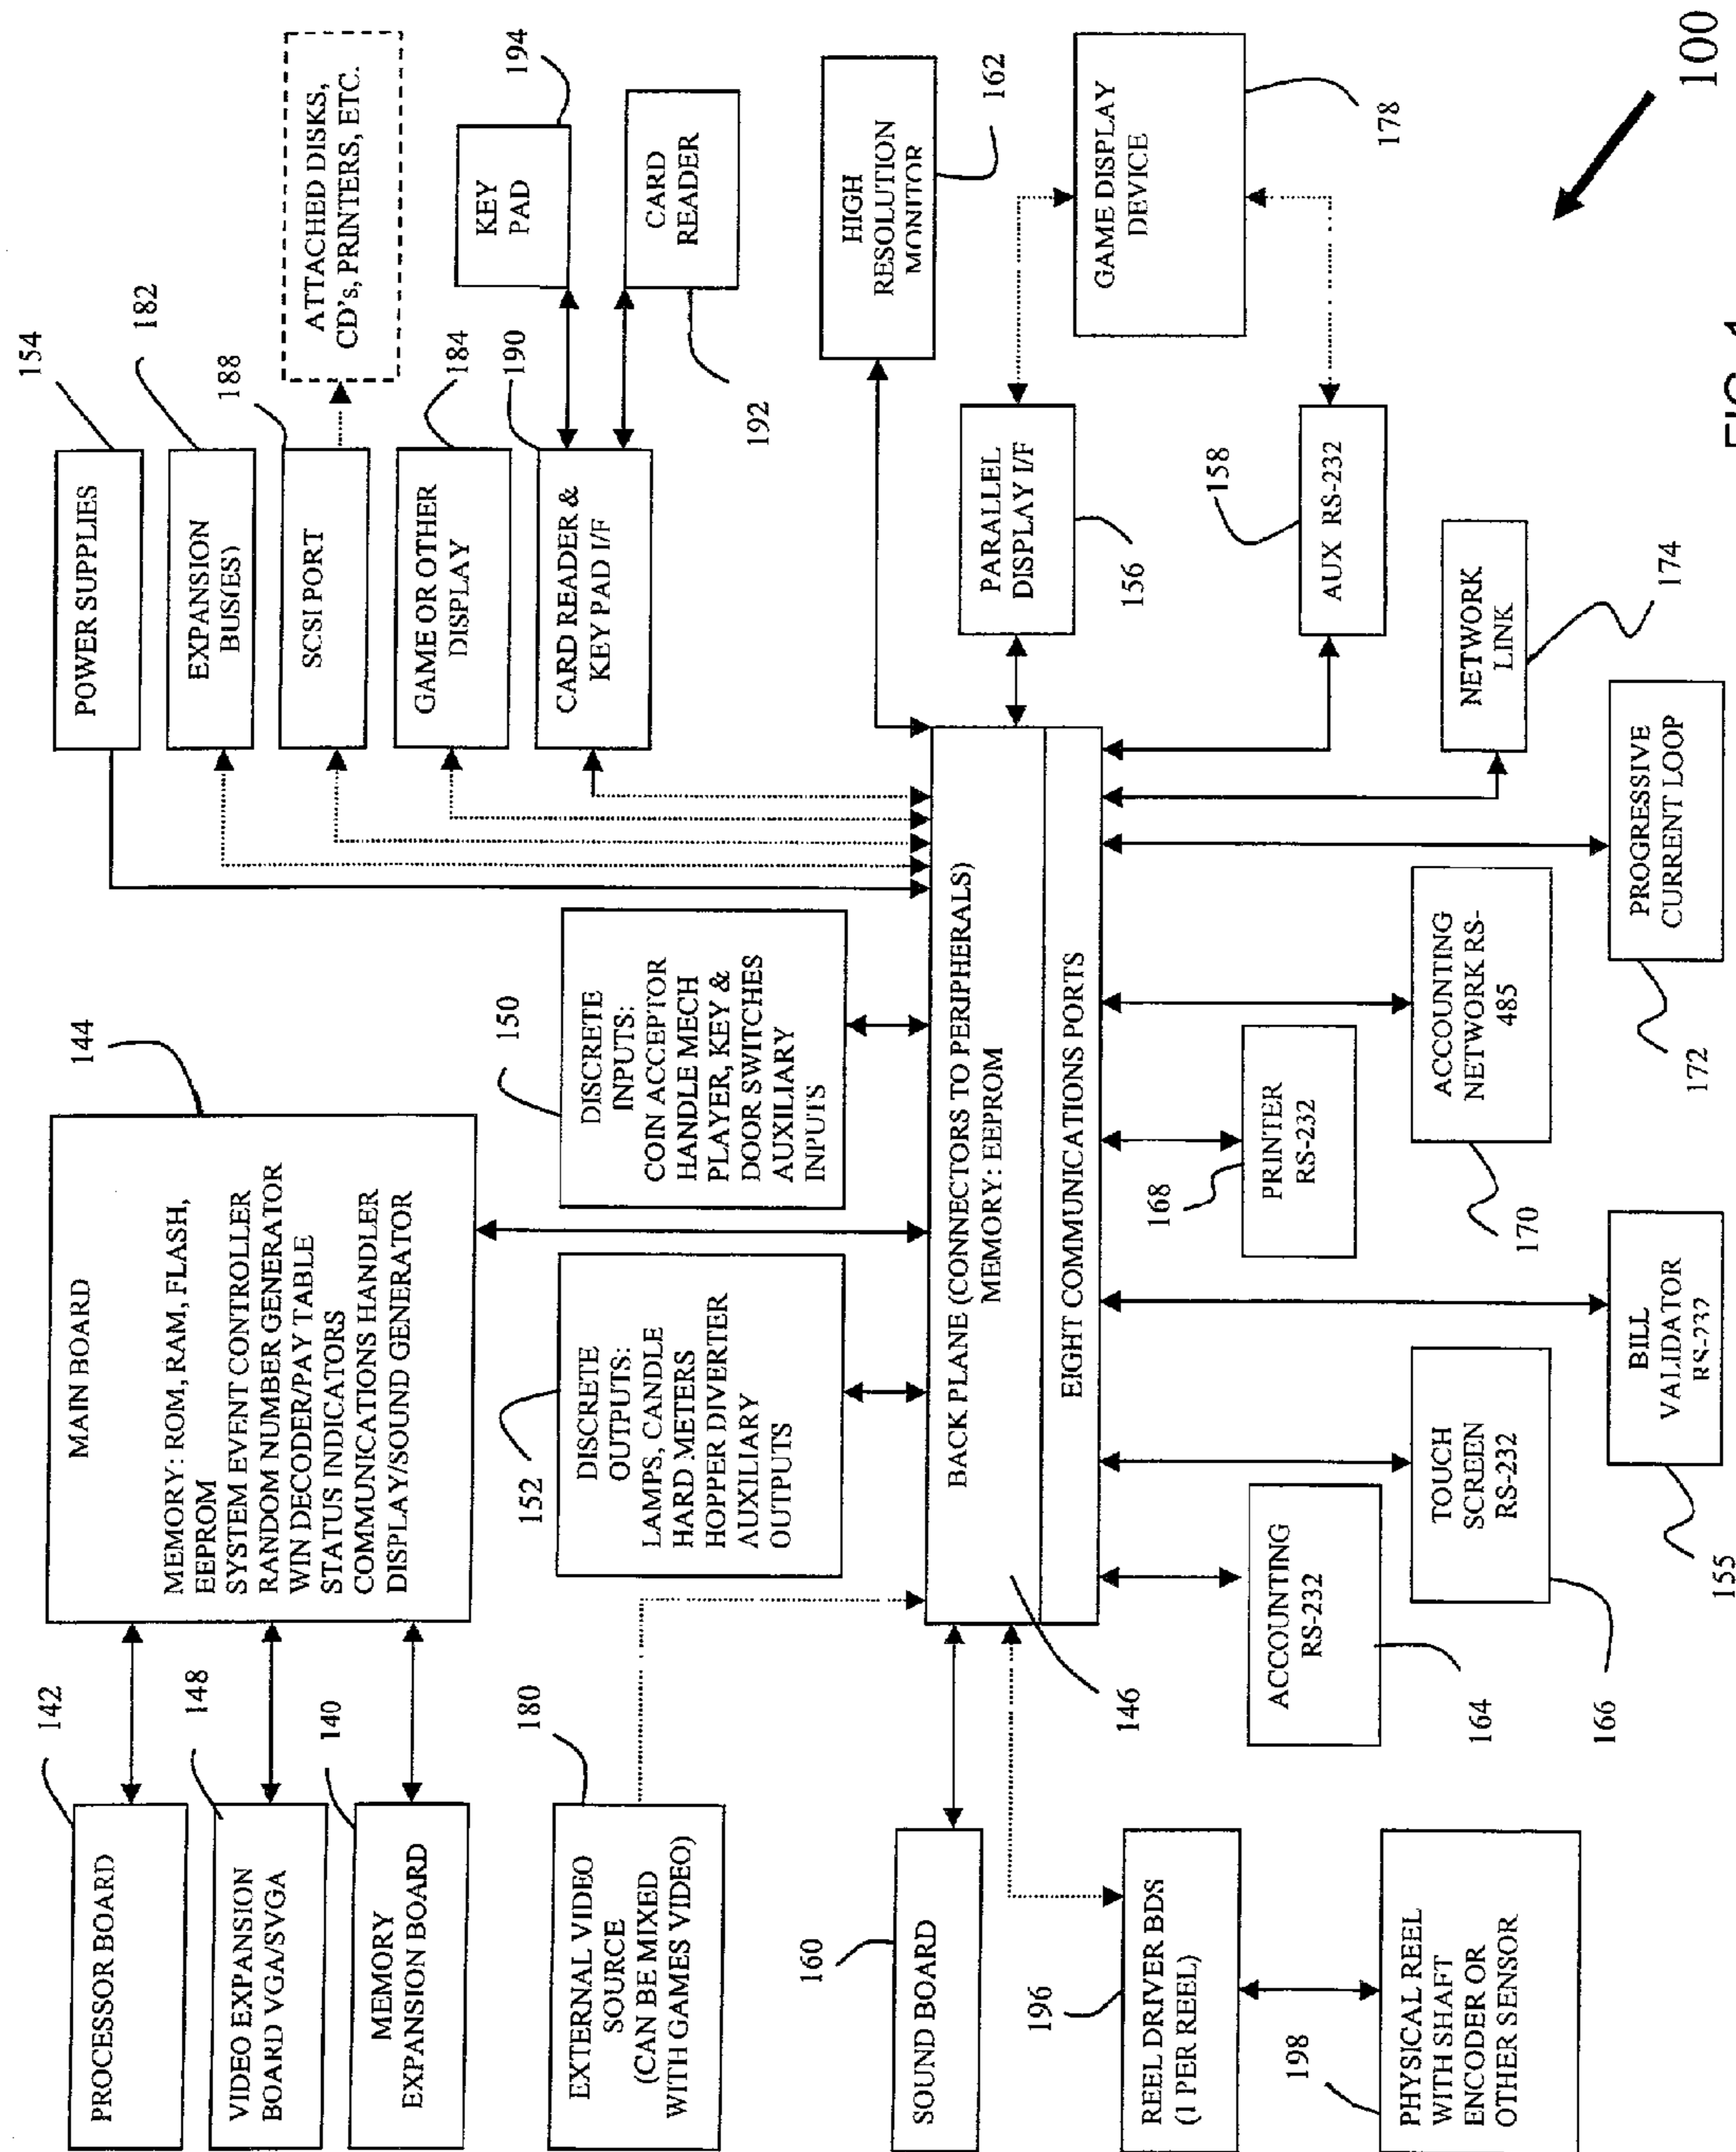 PROCESSOR BOARD
142
VIDEO EXPANSION
BOARD VGA/SVGA
148
MEMORY
EXPANSION BOARD
140
MAIN BOARD
MEMORY: ROM, RAM, FLASH,
EEPROM
SYSTEM EVENT CONTROLLER
RANDOM NUMBER GENERATOR
WIN DECODER/PAY TABLE
STATUS INDICATORS
COMMUNICATIONS HANDLER
DISPLAY/SOUND GENERATOR
144
POWER SUPPLIES
154
EXPANSION
BUS(ES)
182
SCSI PORT
188
ATTACHED DISKS,
CD's, PRINTERS, ETC.
GAME OR OTHER
DISPLAY
184
CARD READER &
KEY PAD I/F
190
KEY
PAD
194
CARD
READER
192
EXTERNAL VIDEO
SOURCE
(CAN BE MIXED
WITH GAMES VIDEO)
180
DISCRETE
OUTPUTS:
LAMPS, CANDLE
HARD METERS
HOPPER DIVERTER
AUXILIARY
OUTPUTS
152
DISCRETE
INPUTS:
COIN ACCEPTOR
HANDLE MECH
PLAYER, KEY &
DOOR SWITCHES
AUXILIARY
INPUTS
150
HIGH
RESOLUTION
MONITOR
162
SOUND BOARD
160
BACK PLANE (CONNECTORS TO PERIPHERALS)
MEMORY: EEPROM
EIGHT COMMUNICATIONS PORTS
146
PARALLEL
DISPLAY I/F
156
GAME DISPLAY
DEVICE
178
AUX RS-232
158
REEL DRIVER BDS
(1 PER REEL)
196
PHYSICAL REEL
WITH SHAFT
ENCODER OR
OTHER SENSOR
198
ACCOUNTING
RS-232
164
TOUCH
SCREEN
RS-232
166
BILL
VALIDATOR
RS-232
155
PRINTER
RS-232
168
ACCOUNTING
NETWORK RS-
485
170
PROGRESSIVE
CURRENT LOOP
172
NETWORK
LINK
174
100